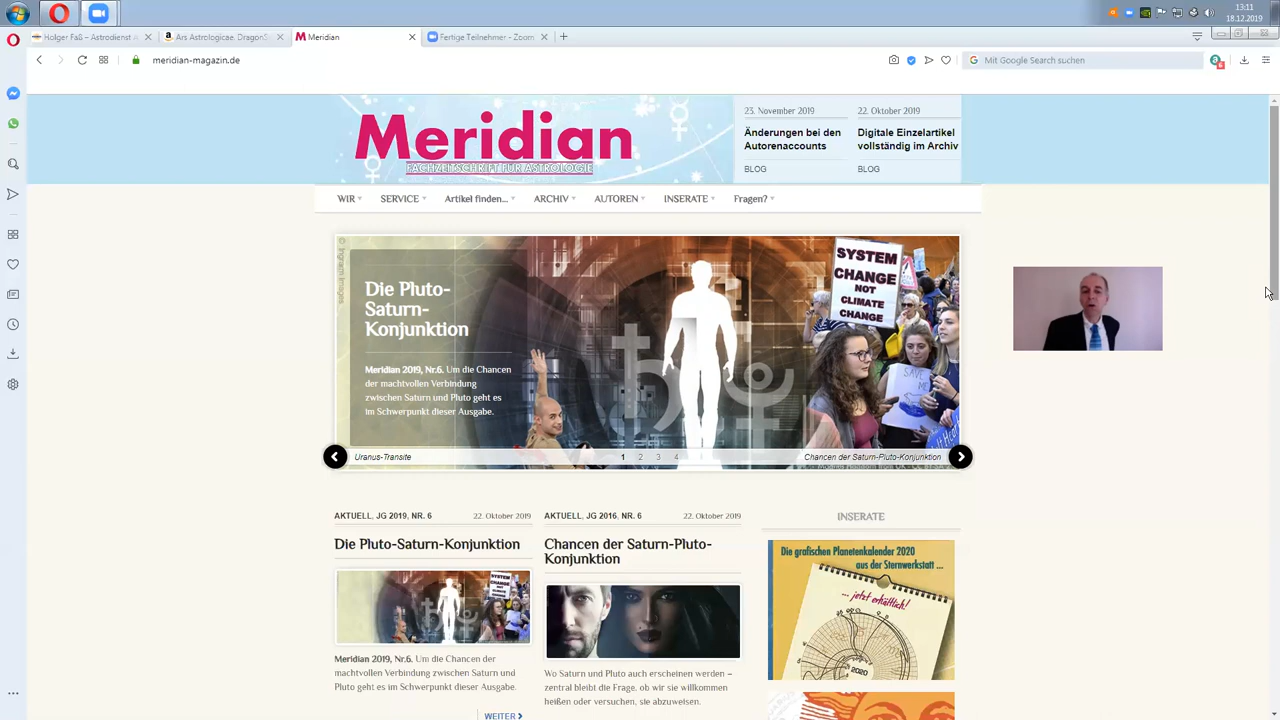 13:11
18.12.2019
Holger Faß – Astrodienst A
Ars Astrologicae. DragonS
Meridian
Fertige Teilnehmer - Zoom
meridian-magazin.de
Mit Google Search suchen
6
Meridian
FACHZEITSCHRIFT FÜR ASTROLOGIE
23. November 2019
Änderungen bei den
Autorenaccounts
BLOG
22. Oktober 2019
Digitale Einzelartikel
vollständig im Archiv
BLOG
WIR
SERVICE
Artikel finden...
ARCHIV
AUTOREN
INSERATE
Fragen?
© Ingram Images
Die Pluto-
Saturn-
Konjunktion
Meridian 2019, Nr.6. Um die Chancen
der machtvollen Verbindung
zwischen Saturn und Pluto geht es
im Schwerpunkt dieser Ausgabe.
SYSTEM
CHANGE
NOT
CLIMATE
CHANGE
SAVE
Uranus-Transite
1 2 3 4
Chancen der Saturn-Pluto-Konjunktion
AKTUELL, JG 2019, NR. 6
22. Oktober 2019
Die Pluto-Saturn-Konjunktion
SYSTEM
CHANGE
Meridian 2019, Nr.6. Um die Chancen der
machtvollen Verbindung zwischen Saturn und
Pluto geht es im Schwerpunkt dieser Ausgabe.
WEITER
AKTUELL, JG 2016, NR. 6
22. Oktober 2019
Chancen der Saturn-Pluto-
Konjunktion
Wo Saturn und Pluto auch erscheinen werden –
zentral bleibt die Frage, ob wir sie willkommen
heißen oder versuchen, sie abzuweisen.
INSERATE
Die grafischen Planetenkalender 2020
aus der Sternwerkstatt ...
... jetzt erhältlich!
2020